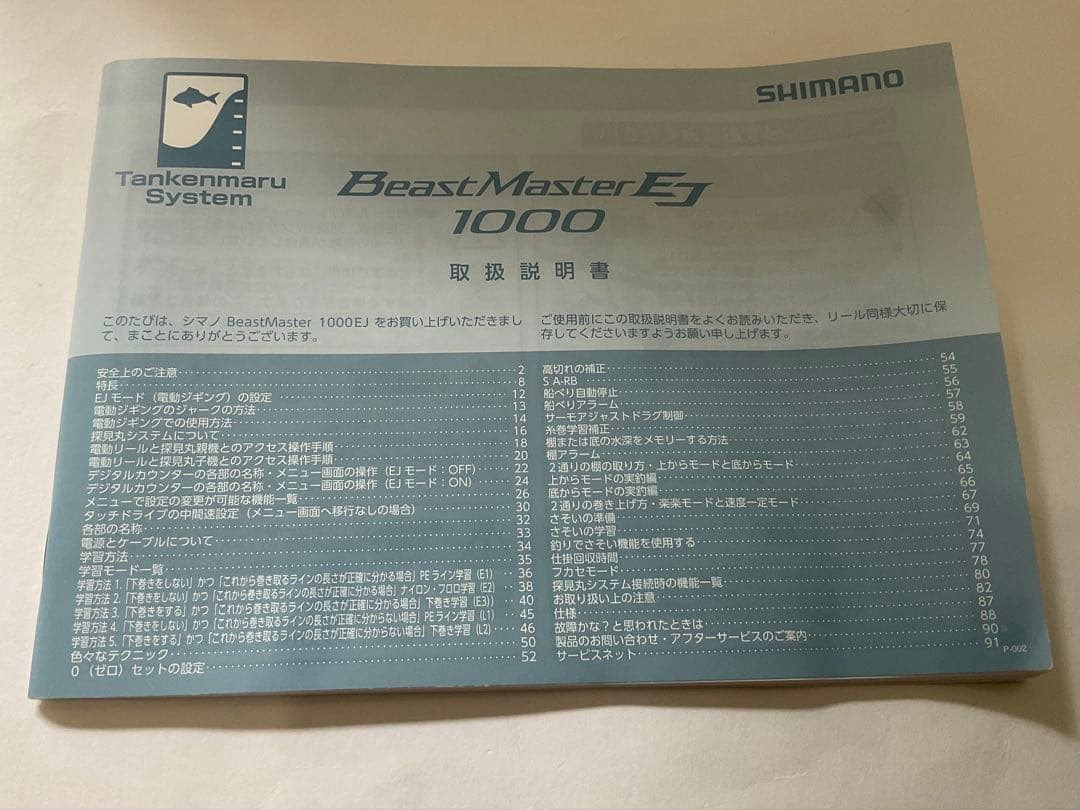 SHIMANO
Tankenmaru
System
BeastMaster EJ
1000
取扱説明書
このたびは、シマノ BeastMaster 1000EJ をお買い上げいただきまし
て、まことにありがとうございます。
ご使用前にこの取扱説明書をよくお読みいただき、リール同様大切に保
存してくださいますようお願い申し上げます。
安全上のご注意 2
特長 8
EJモード（電動ジギング）の設定 12
電動ジギングのジャークの方法 13
電動ジギングでの使用方法 14
探見丸システムについて 16
電動リールと探見丸親機とのアクセス操作手順 18
電動リールと探見丸子機とのアクセス操作手順 20
デジタルカウンターの各部の名称・メニュー画面の操作（EJモード：OFF） 22
デジタルカウンターの各部の名称・メニュー画面の操作（EJモード：ON） 24
メニューで設定の変更が可能な機能一覧 26
タッチドライブの中間速設定（メニュー画面へ移行なしの場合） 30
各部の名称 32
電源とケーブルについて 33
学習方法 34
学習モード一覧 35
学習方法 1.「下巻きをしない」かつ「これから巻き取るラインの長さが正確に分かる場合」PEライン学習（E1） 36
学習方法 2.「下巻きをしない」かつ「これから巻き取るラインの長さが正確に分かる場合」ナイロン・フロロ学習（E2） 38
学習方法 3.「下巻きをする」かつ「これから巻き取るラインの長さが正確に分かる場合」下巻き学習（E3)） 40
学習方法 4.「下巻きをしない」かつ「これから巻き取るラインの長さが正確に分からない場合」PEライン学習（L1） 45
学習方法 5.「下巻きをする」かつ「これから巻き取るラインの長さが正確に分からない場合」下巻き学習（L2） 46
色々なテクニック 50
0（ゼロ）セットの設定 52
高切れの補正 54
S A-RB 55
船べり自動停止 56
船べりアラーム 57
サーモアジャストドラグ制御 58
糸巻学習補正 59
棚または底の水深をメモリーする方法 62
棚アラーム 63
2通りの棚の取り方・上からモードと底からモード 64
上からモードの実釣編 65
底からモードの実釣編 66
2通りの巻き上げ方・楽楽モードと速度一定モード 67
さそいの準備 69
さそいの学習 71
釣りでさそい機能を使用する 74
仕掛回収時間 77
フカセモード 78
探見丸システム接続時の機能一覧 80
お取り扱い上の注意 82
仕様 87
故障かな？と思われたときは 88
製品のお問い合わせ・アフターサービスのご案内 90
サービスネット 91
P-002